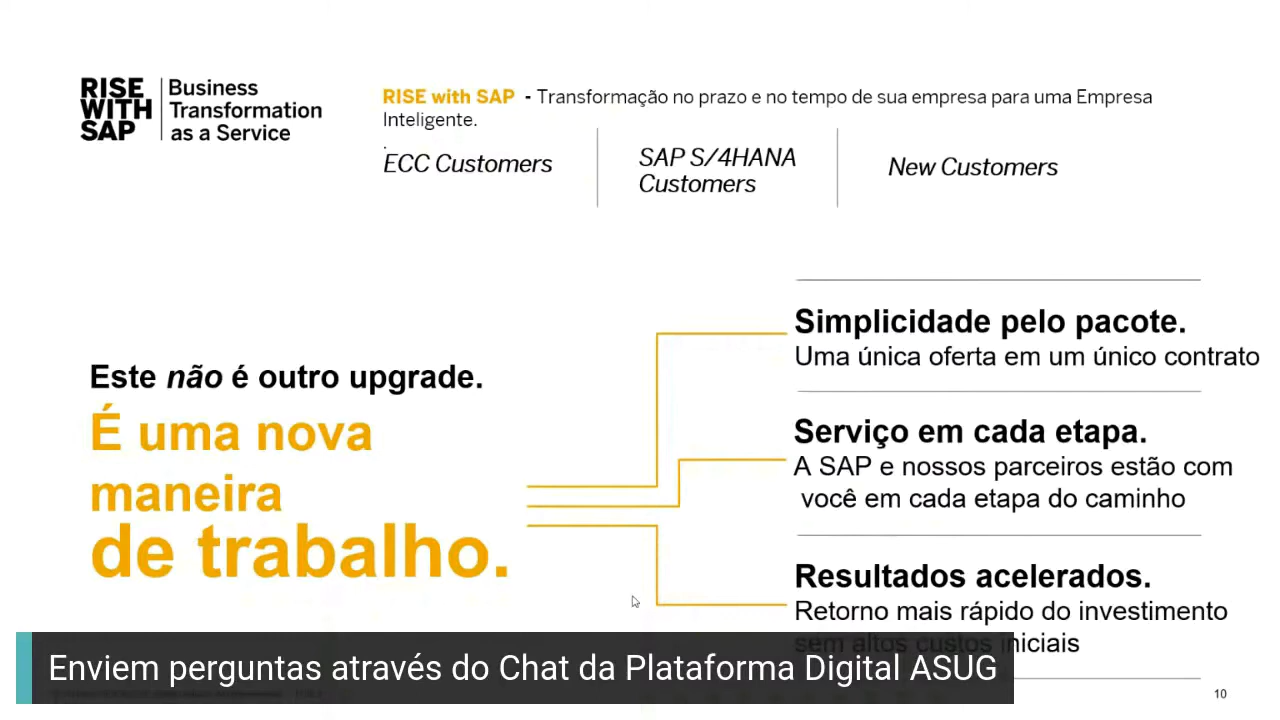 RISE
WITH
SAP
Business
Transformation
as a Service
RISE with SAP - Transformação no prazo e no tempo de sua empresa para uma Empresa
Inteligente.
.
ECC Customers
SAP S/4HANA
Customers
New Customers
Este não é outro upgrade.
É uma nova
maneira
de trabalho.
Simplicidade pelo pacote.
Uma única oferta em um único contrato
Serviço em cada etapa.
A SAP e nossos parceiros estão com
você em cada etapa do caminho
Resultados acelerados.
Retorno mais rápido do investimento
sem altos custos iniciais
Enviem perguntas através do Chat da Plataforma Digital ASUG
10